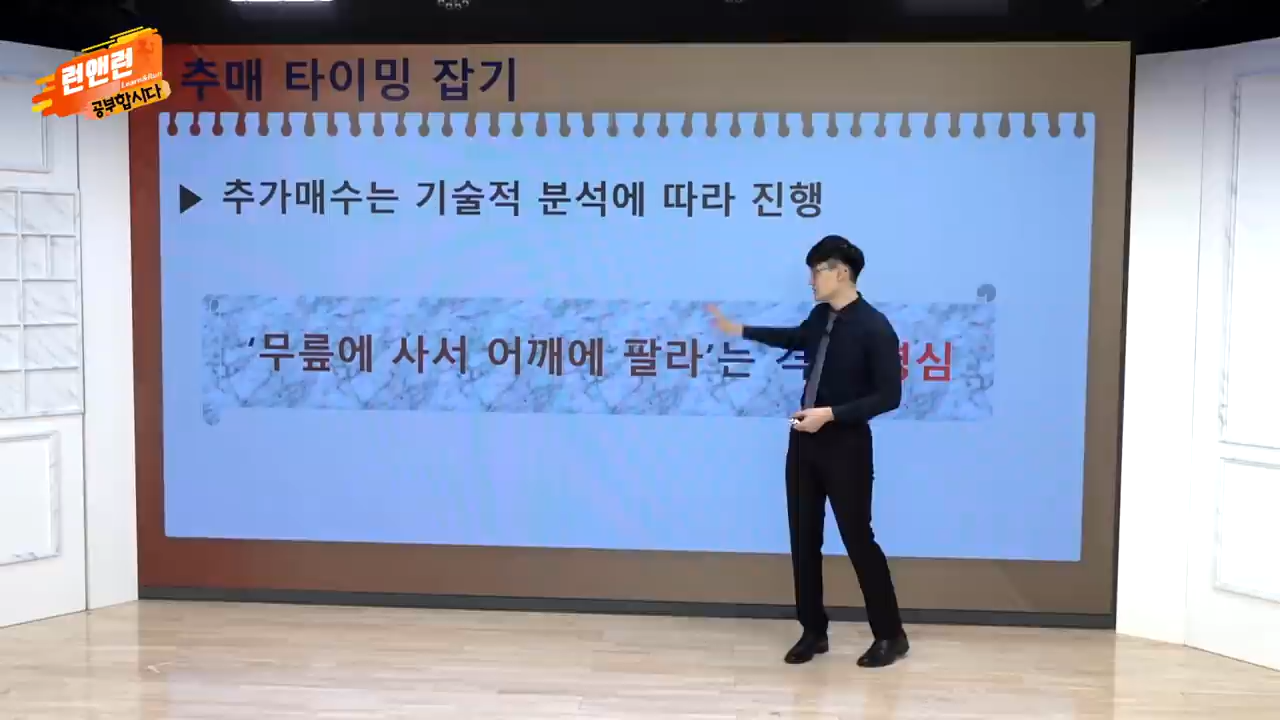 런앤런
Learn&Run
공부합시다
추매 타이밍 잡기
▶ 추가매수는 기술적 분석에 따라 진행
‘무릎에 사서 어깨에 팔라’는